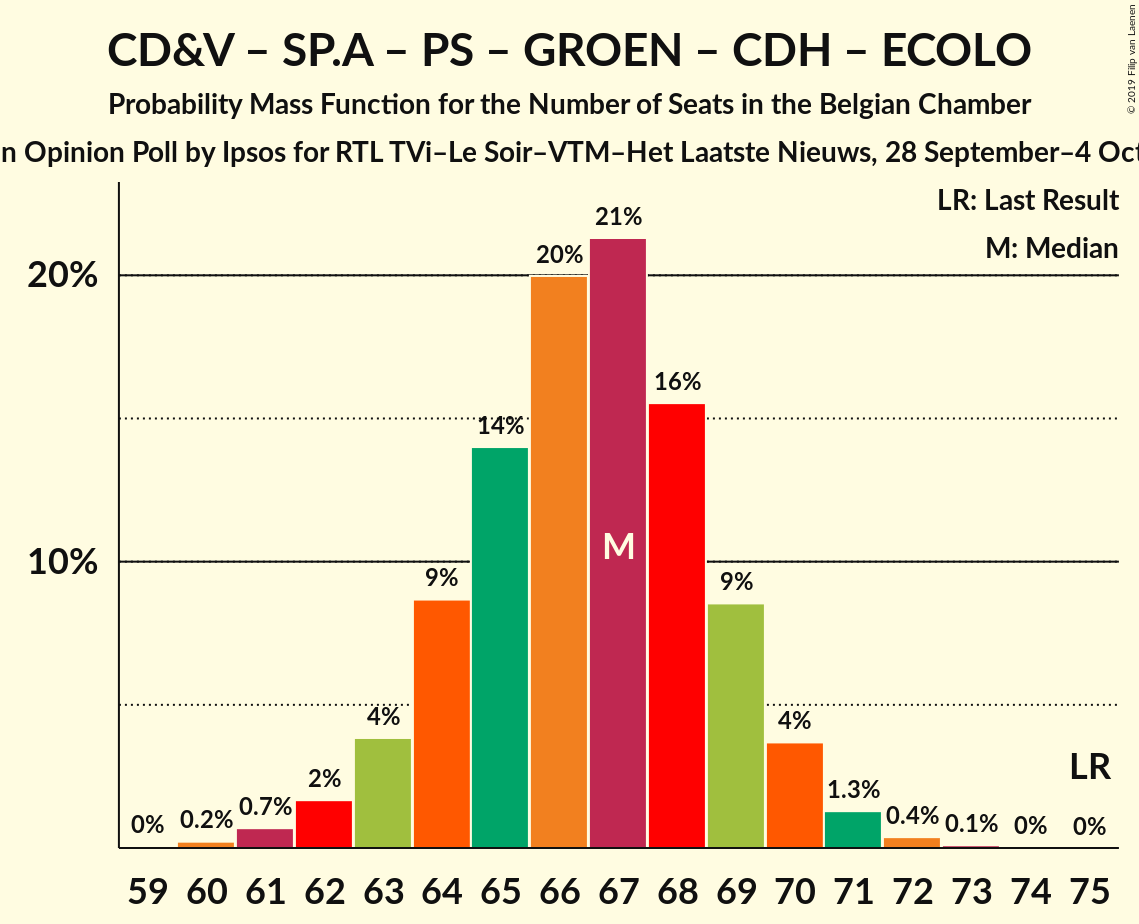 CD&V – SP.A – PS – GROEN – CDH – ECOLO
Probability Mass Function for the Number of Seats in the Belgian Chamber
n Opinion Poll by Ipsos for RTL TVi–Le Soir–VTM–Het Laatste Nieuws, 28 September–4 Oct
© 2019 Filip van Laenen
LR: Last Result
M: Median
21%
20%
20%
16%
14%
M
10%
9%
9%
4%
4%
LR
2%
1.3%
0% 0.2% 0.7% 0.4% 0.1% 0% 0%
59 60 61 62 63 64 65 66 67 68 69 70 71 72 73 74 75